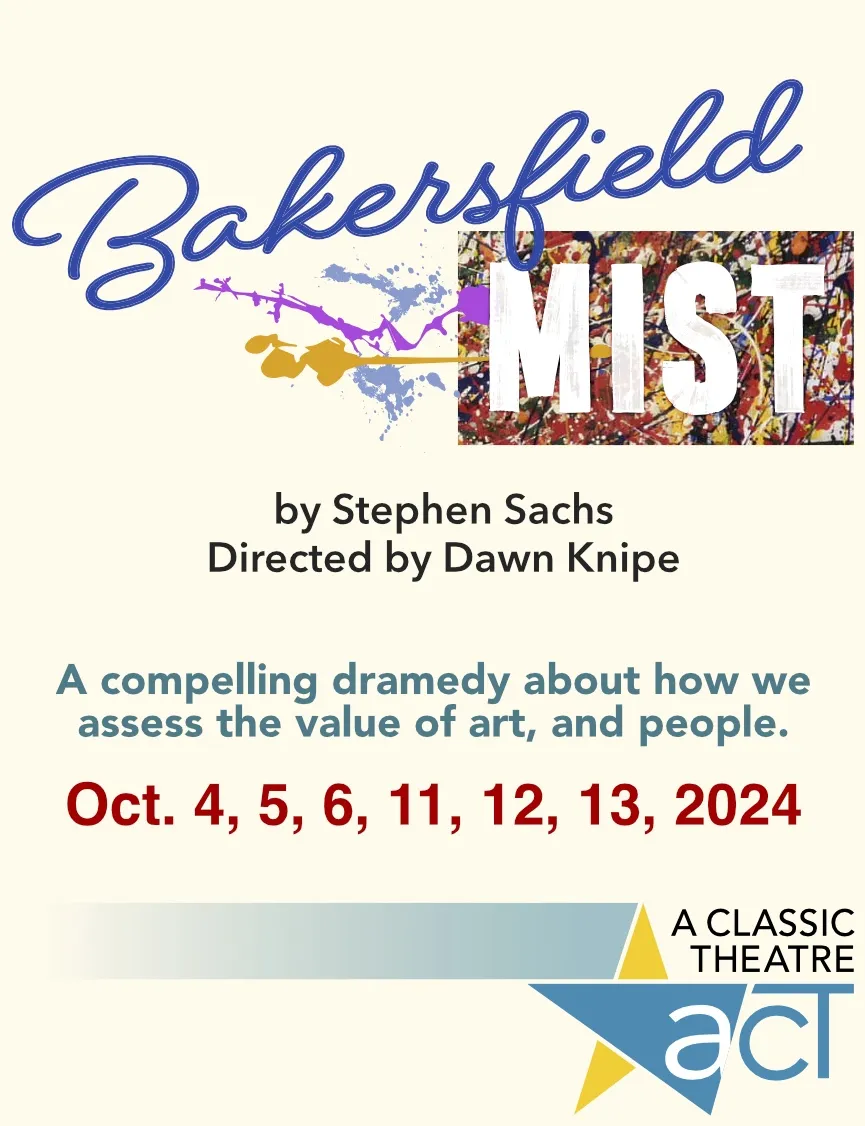 Bakersfield
MIST
by Stephen Sachs
Directed by Dawn Knipe
A compelling dramedy about how we
assess the value of art, and people.
Oct. 4, 5, 6, 11, 12, 13, 2024
A CLASSIC
THEATRE
acT